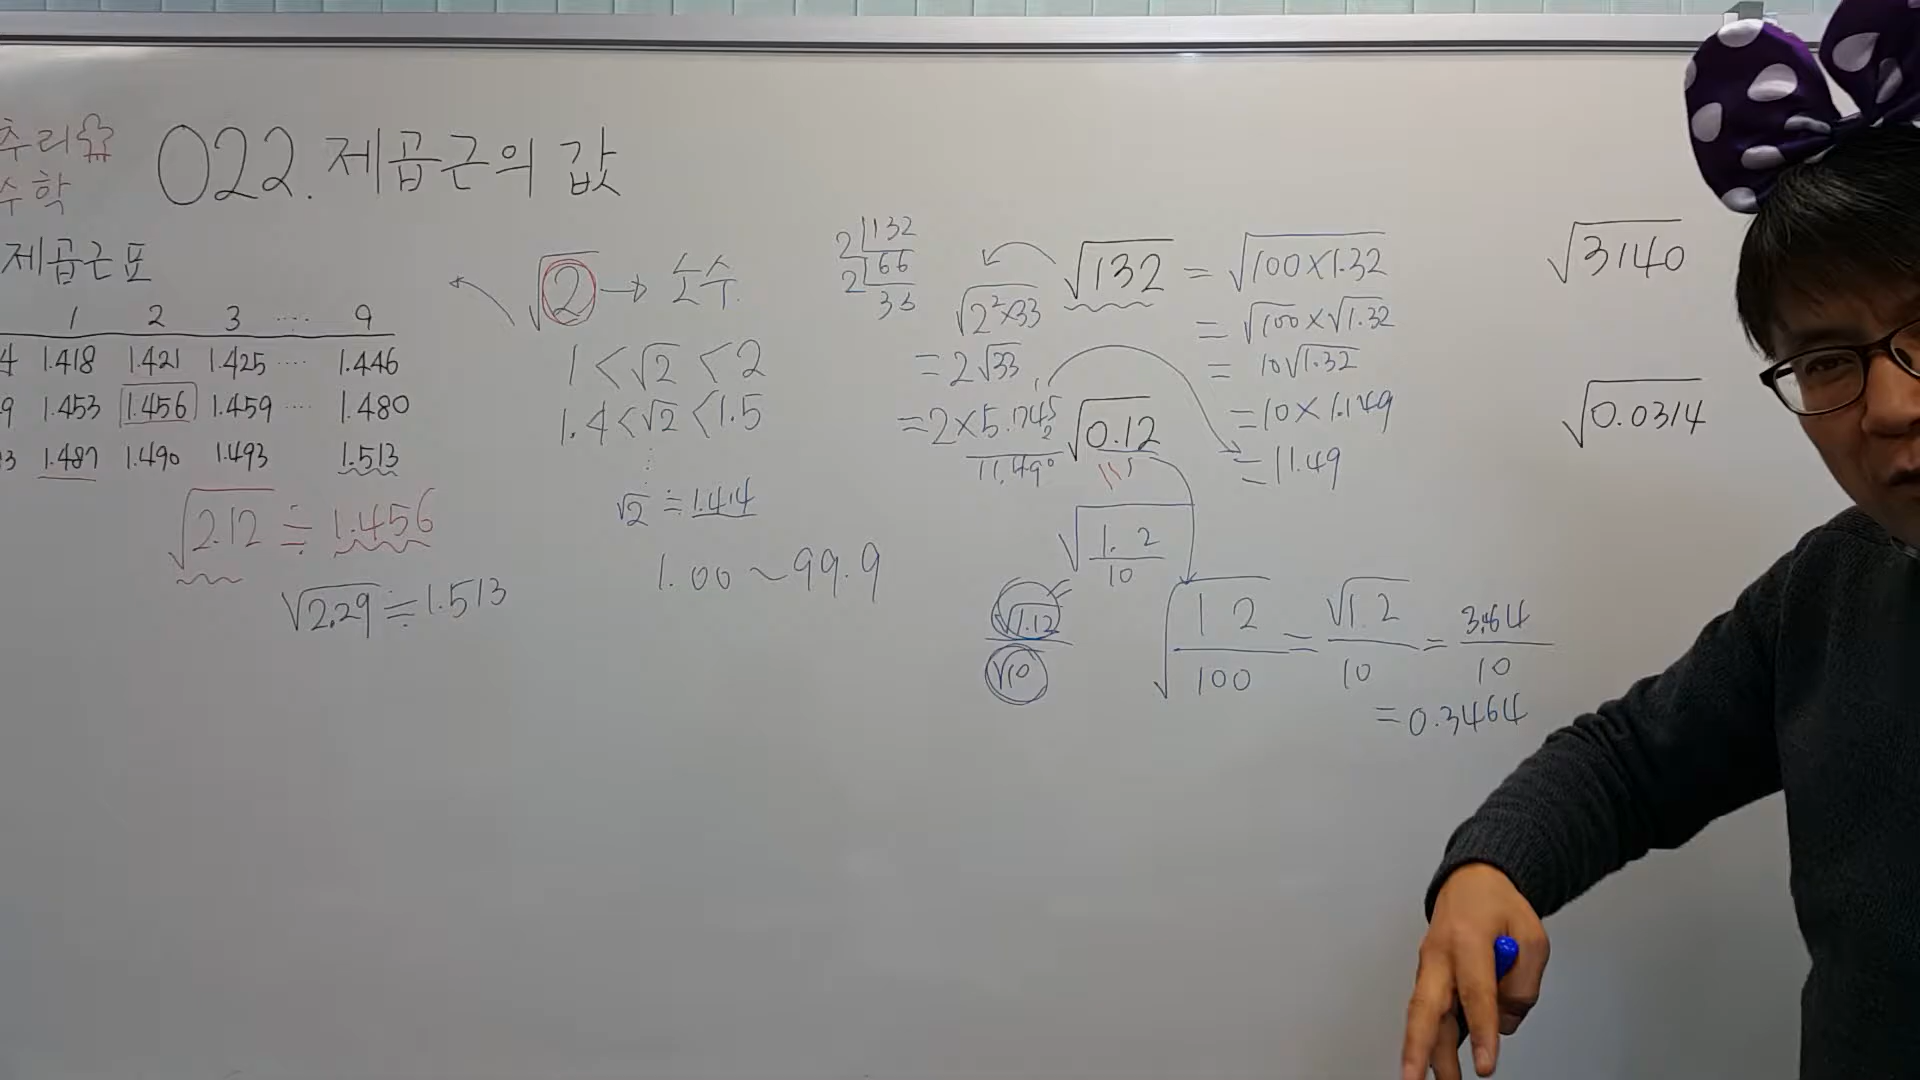 추리
수학
022. 제곱근의 값
제곱근표
1 2 3 ···· 9
4 1.418 1.421 1.425 ···· 1.446
9 1.453 1.456 1.459 ···· 1.480
3 1.487 1.490 1.493 1.513
√2.12 ≒ 1.456
√2.29 ≒ 1.513
√2 → 소수
1 < √2 < 2
1.4 < √2 < 1.5
√2 ≒ 1.414
1.00 ~ 99.9
2 132
2 66
33
√2²×33
= 2√33
= 2 × 5.745
11.490
√132 = √100×1.32
= √100 × √1.32
= 10√1.32
= 10 × 1.149
= 11.49
√0.12
√1.2/10
√1.12/√10
√12/100 = √12/10 = 3.464/10
= 0.3464
√3140
√0.0314